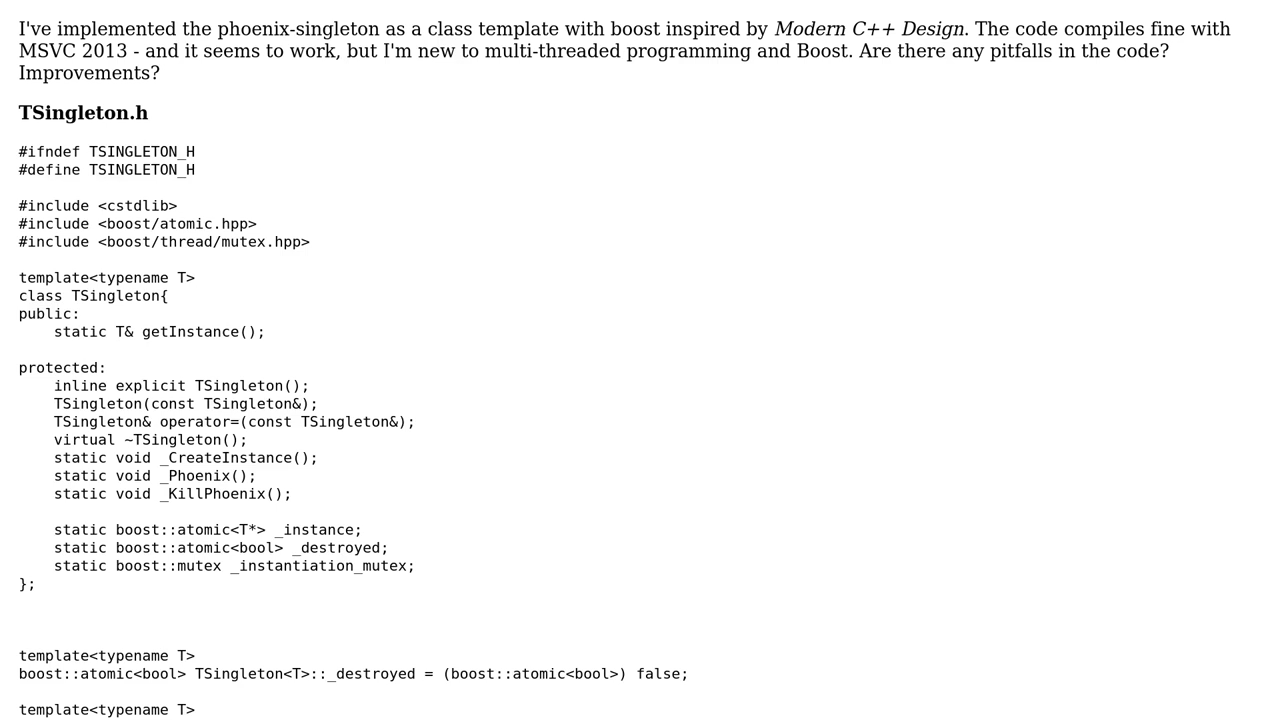 I've implemented the phoenix-singleton as a class template with boost inspired by Modern C++ Design. The code compiles fine with
MSVC 2013 - and it seems to work, but I'm new to multi-threaded programming and Boost. Are there any pitfalls in the code?
Improvements?
TSingleton.h
#ifndef TSINGLETON_H
#define TSINGLETON_H
#include <cstdlib>
#include <boost/atomic.hpp>
#include <boost/thread/mutex.hpp>
template<typename T>
class TSingleton{
public:
    static T& getInstance();
protected:
    inline explicit TSingleton();
    TSingleton(const TSingleton&);
    TSingleton& operator=(const TSingleton&);
    virtual ~TSingleton();
    static void _CreateInstance();
    static void _Phoenix();
    static void _KillPhoenix();
    static boost::atomic<T*> _instance;
    static boost::atomic<bool> _destroyed;
    static boost::mutex _instantiation_mutex;
};
template<typename T>
boost::atomic<bool> TSingleton<T>::_destroyed = (boost::atomic<bool>) false;
template<typename T>